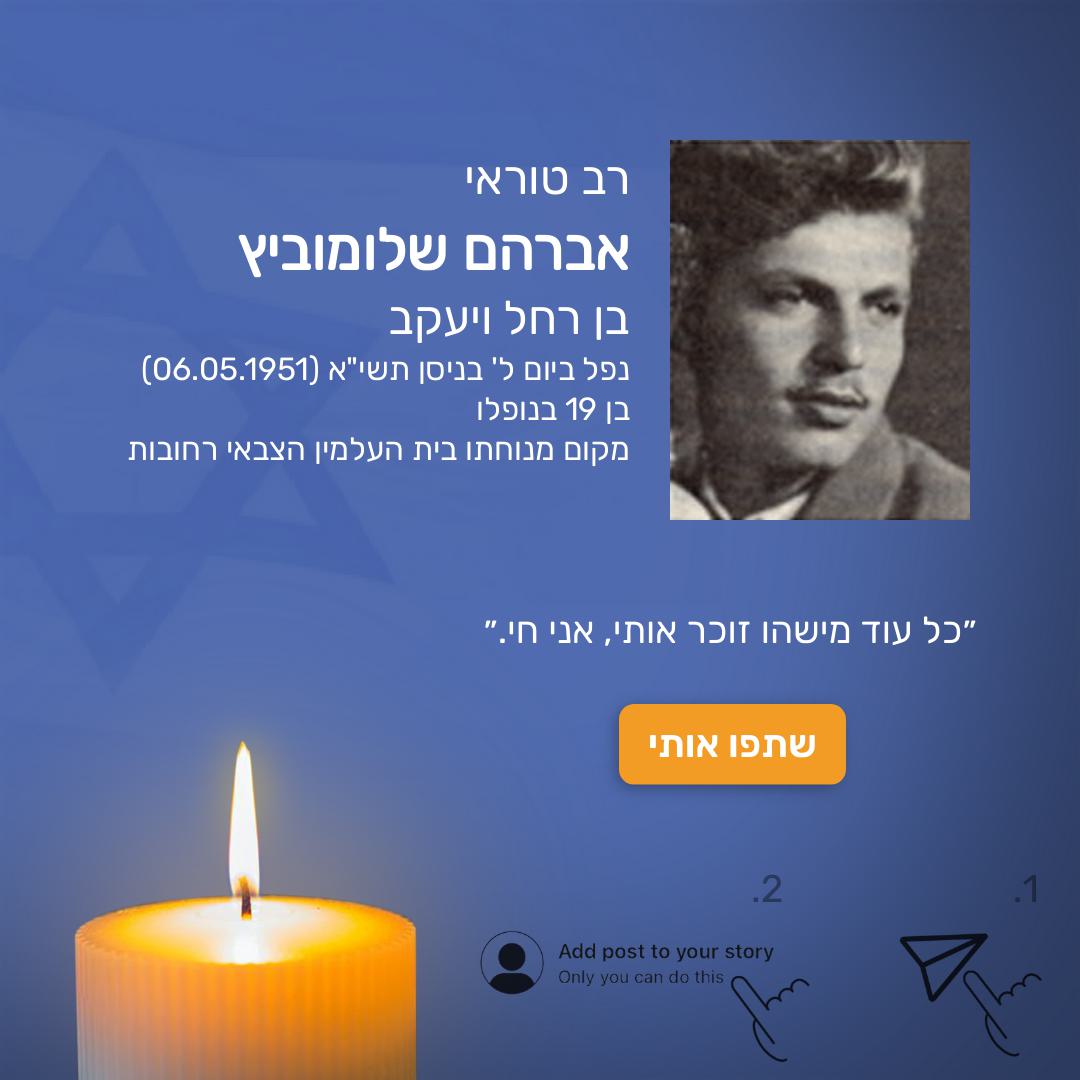 רב טוראי
אברהם שלומוביץ
בן רחל ויעקב
נפל ביום ל' בניסן תשי"א (06.05.1951)
בן 19 בנופלו
מקום מנוחתו בית העלמין הצבאי רחובות
״כל עוד מישהו זוכר אותי, אני חי.״
שתפו אותי
.1
.2
Add post to your story
Only you can do this